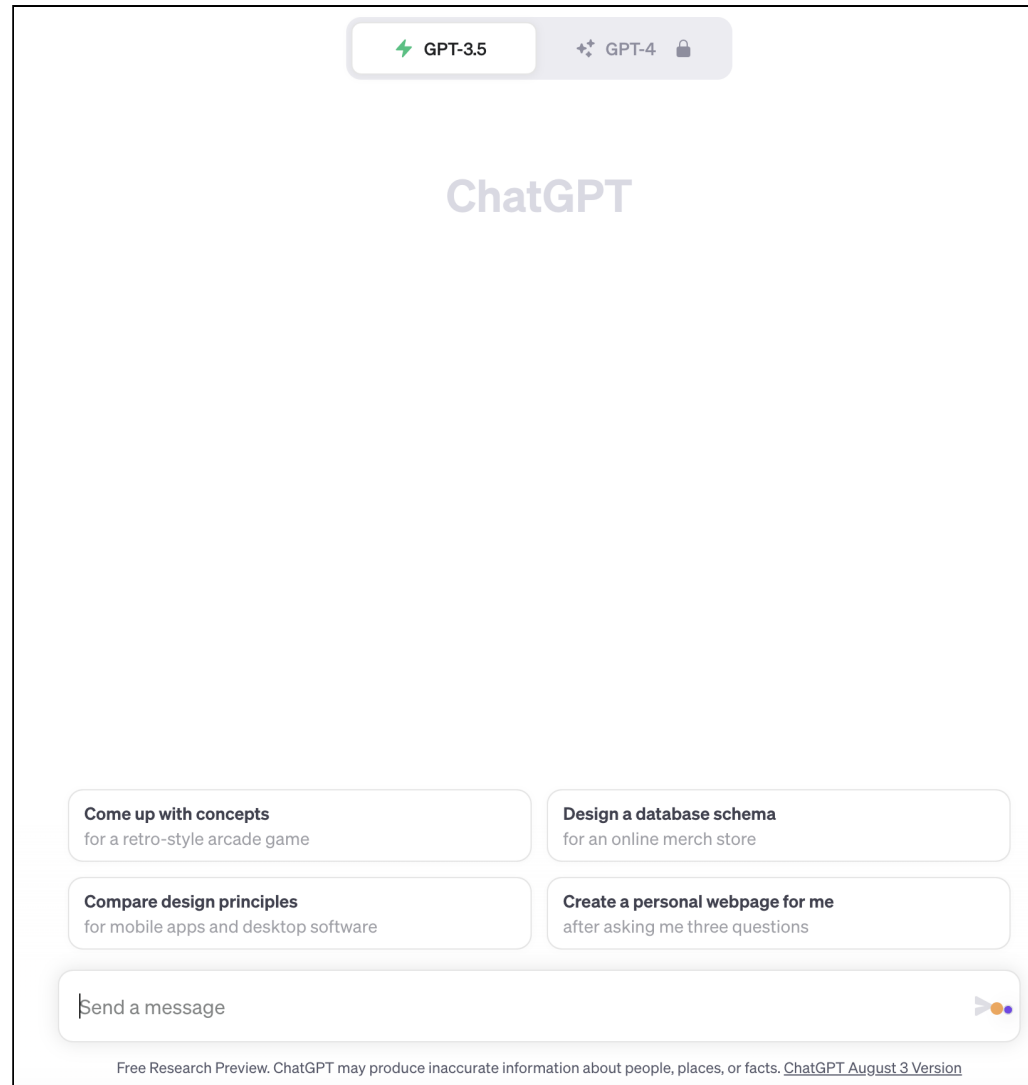 GPT-3.5
GPT-4
ChatGPT
Come up with concepts
for a retro-style arcade game
Design a database schema
for an online merch store
Compare design principles
for mobile apps and desktop software
Create a personal webpage for me
after asking me three questions
Send a message
Free Research Preview. ChatGPT may produce inaccurate information about people, places, or facts. ChatGPT August 3 Version